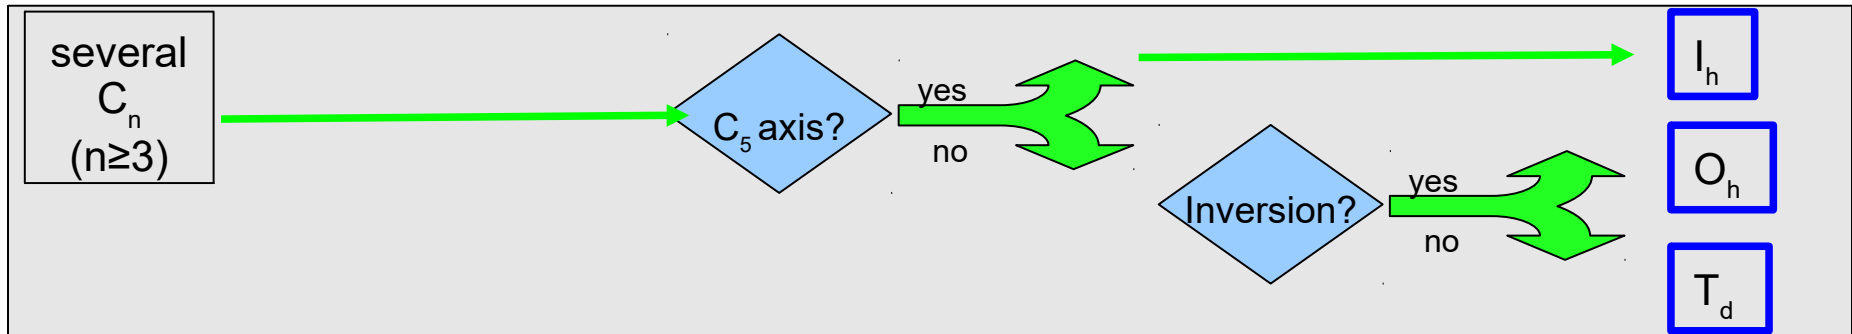 several
Cn
(n≥3)
C5 axis?
yes
no
Inversion?
yes
no
Ih
Oh
Td